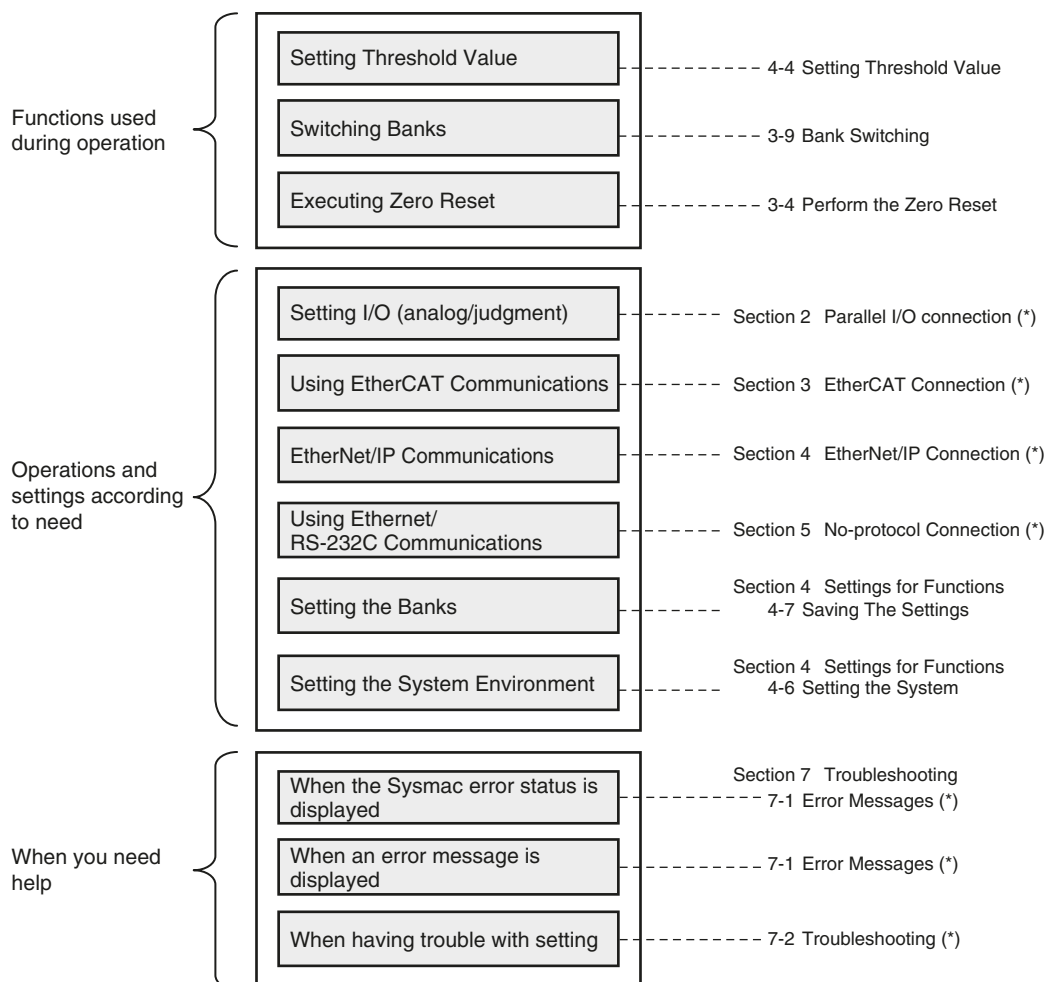 Functions used
during operation
Setting Threshold Value
4-4 Setting Threshold Value
Switching Banks
3-9 Bank Switching
Executing Zero Reset
3-4 Perform the Zero Reset
Operations and
settings according
to need
Setting I/O (analog/judgment)
Section 2 Parallel I/O connection (*)
Using EtherCAT Communications
Section 3 EtherCAT Connection (*)
EtherNet/IP Communications
Section 4 EtherNet/IP Connection (*)
Using Ethernet/
RS-232C Communications
Section 5 No-protocol Connection (*)
Setting the Banks
Section 4 Settings for Functions
4-7 Saving The Settings
Setting the System Environment
Section 4 Settings for Functions
4-6 Setting the System
When you need
help
When the Sysmac error status is
displayed
Section 7 Troubleshooting
7-1 Error Messages (*)
When an error message is
displayed
7-1 Error Messages (*)
When having trouble with setting
7-2 Troubleshooting (*)